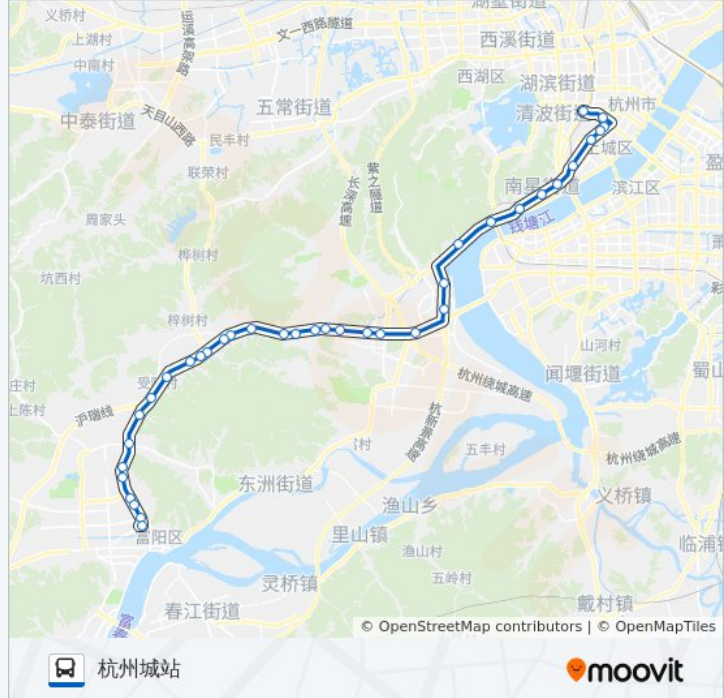 湖墅街道
义桥村
上湖村
中南村
运溪高架路
文一西路隧道
西溪街道
西湖区
湖滨街道
五常街道
中泰街道
天目山西路
清波街道
杭州市
民丰村
上城区
联荣村
紫之隧道
长深高速
南星街道
滨江区
盈
周家头
钱塘江
萧
桦树村
坑西村
彩
梓树村
山河村
庄村
上陈村
沪瑞线
杭州绕城高速
闻堰街道
蜀山
杭新景高速
五丰村
杭州绕城高速
东洲街道
渔山乡
义桥镇
富阳区
里山镇
渔山村
临浦镇
灵桥镇
五岭村
春江街道
戴村镇
© OpenStreetMap contributors | © OpenMapTiles
杭州城站
moovit